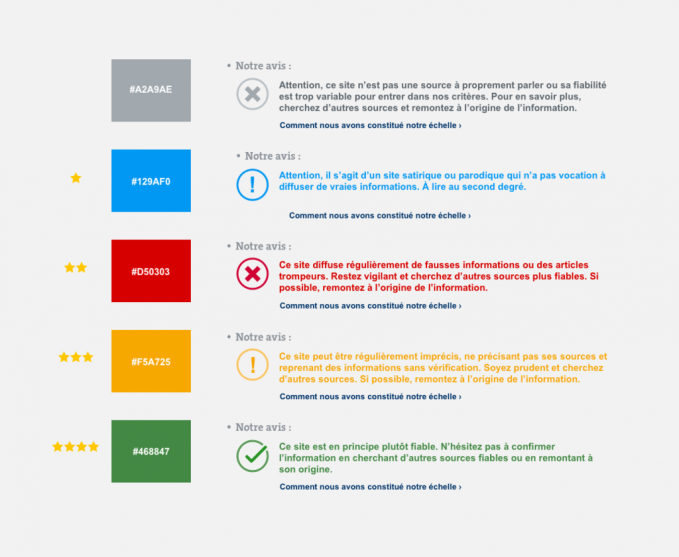 #A2A9AE
• Notre avis :
Attention, ce site n’est pas une source à proprement parler ou sa fiabilité
est trop variable pour entrer dans nos critères. Pour en savoir plus,
cherchez d’autres sources et remontez à l’origine de l’information.
Comment nous avons constitué notre échelle ›
#129AF0
• Notre avis :
Attention, il s’agit d’un site satirique ou parodique qui n’a pas vocation à
diffuser de vraies informations. À lire au second degré.
Comment nous avons constitué notre échelle ›
#D50303
• Notre avis :
Ce site diffuse régulièrement de fausses informations ou des articles
trompeurs. Restez vigilant et cherchez d’autres sources plus fiables. Si
possible, remontez à l’origine de l’information.
Comment nous avons constitué notre échelle ›
#F5A725
• Notre avis :
Ce site peut être régulièrement imprécis, ne précisant pas ses sources et
reprenant des informations sans vérification. Soyez prudent et cherchez
d’autres sources. Si possible, remontez à l’origine de l’information.
Comment nous avons constitué notre échelle ›
#468847
• Notre avis :
Ce site est en principe plutôt fiable. N’hésitez pas à confirmer
l’information en cherchant d’autres sources fiables ou en remontant à
son origine.
Comment nous avons constitué notre échelle ›